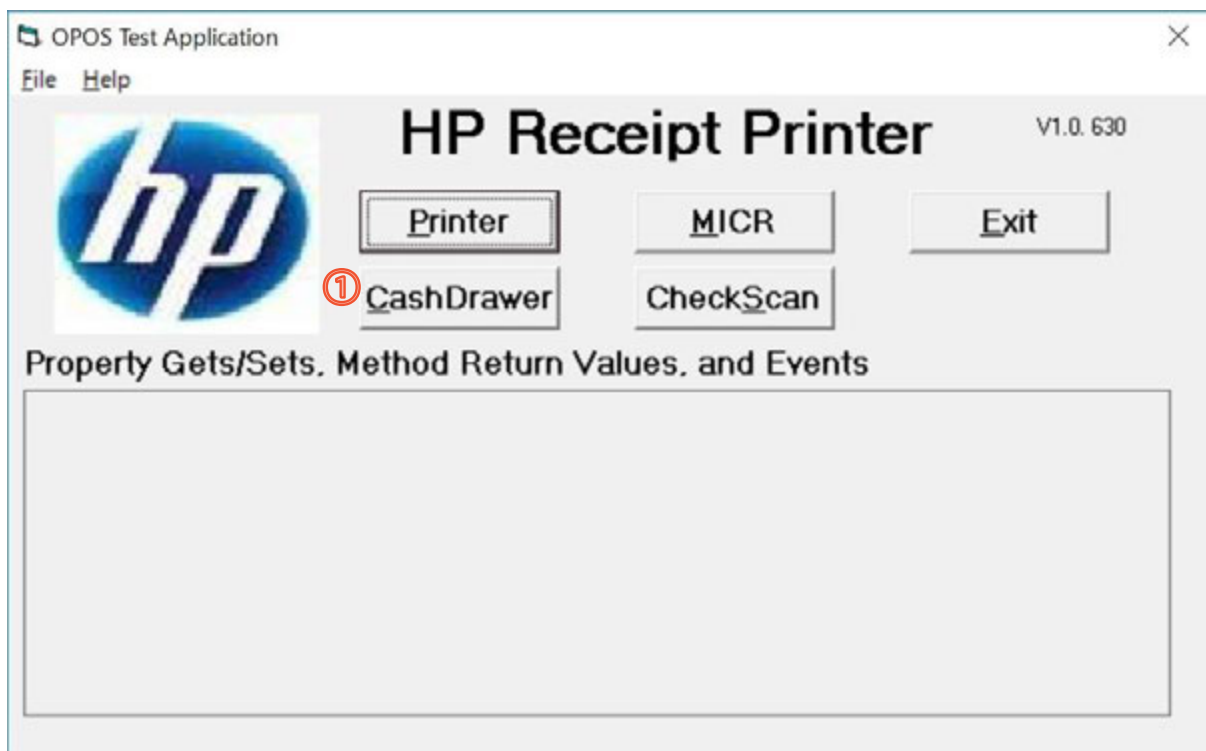 OPOS Test Application
File Help
HP Receipt Printer
V1.0. 630
hp
Printer
MICR
Exit
①
CashDrawer
CheckScan
Property Gets/Sets, Method Return Values, and Events